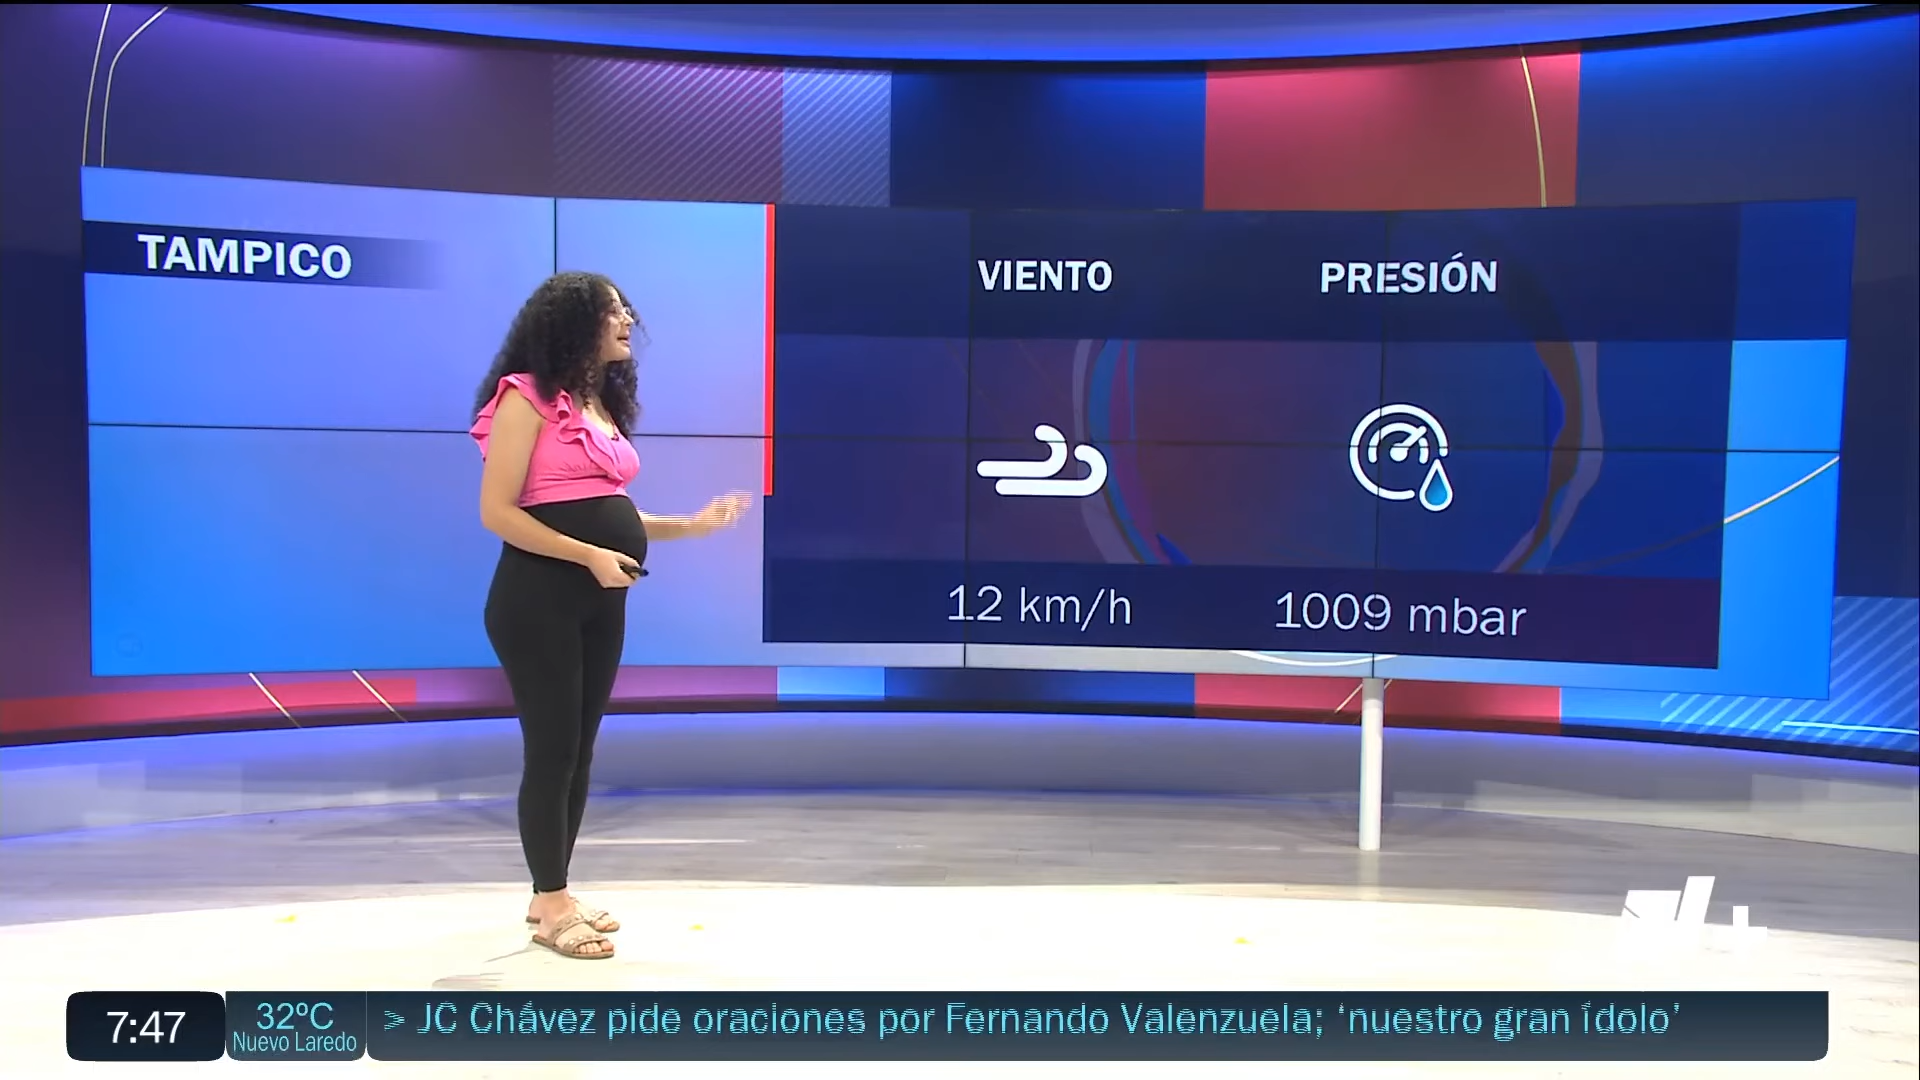 TAMPICO
VIENTO
PRESIÓN
12 km/h
1009 mbar
7:47
32ºC
Nuevo Laredo
> JC Chávez pide oraciones por Fernando Valenzuela; ‘nuestro gran ídolo’